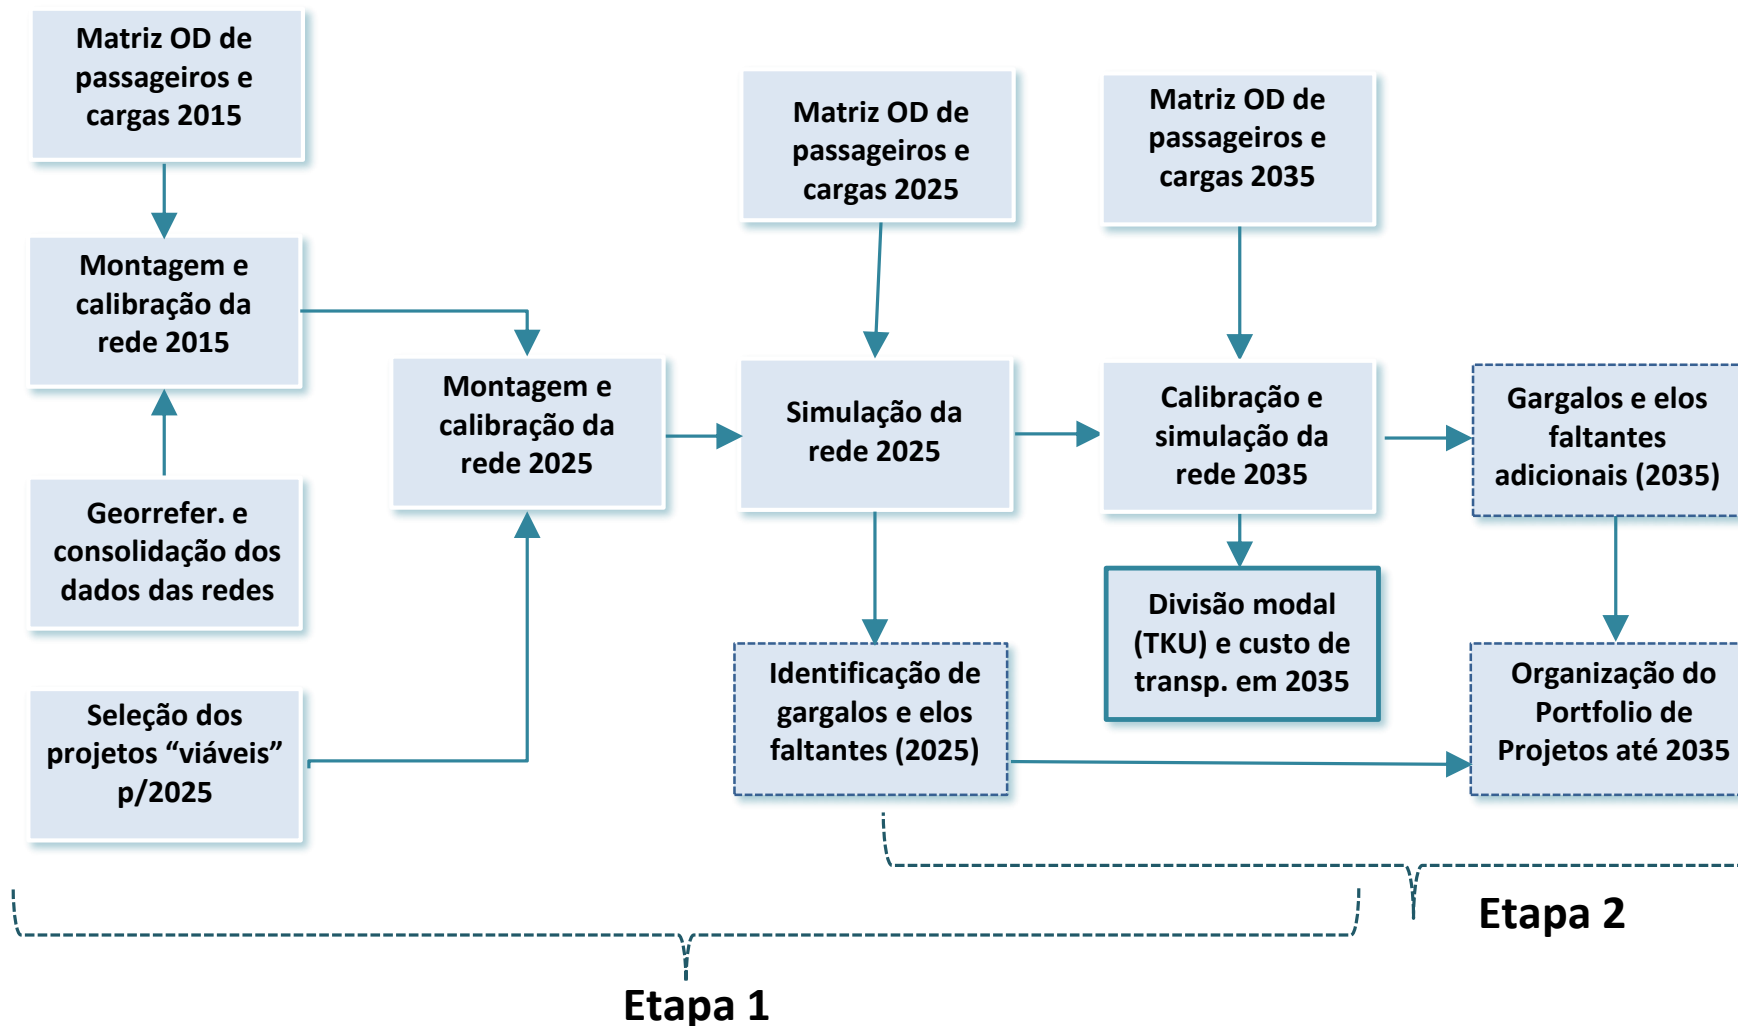 Matriz OD de
passageiros e
cargas 2015
Matriz OD de
passageiros e
cargas 2025
Matriz OD de
passageiros e
cargas 2035
Montagem e
calibração da
rede 2015
Montagem e
calibração da
rede 2025
Simulação da
rede 2025
Calibração e
simulação da
rede 2035
Gargalos e elos
faltantes
adicionais (2035)
Georrefer. e
consolidação dos
dados das redes
Divisão modal
(TKU) e custo de
transp. em 2035
Seleção dos
projetos “viáveis”
p/2025
Identificação de
gargalos e elos
faltantes (2025)
Organização do
Portfolio de
Projetos até 2035
Etapa 2
Etapa 1